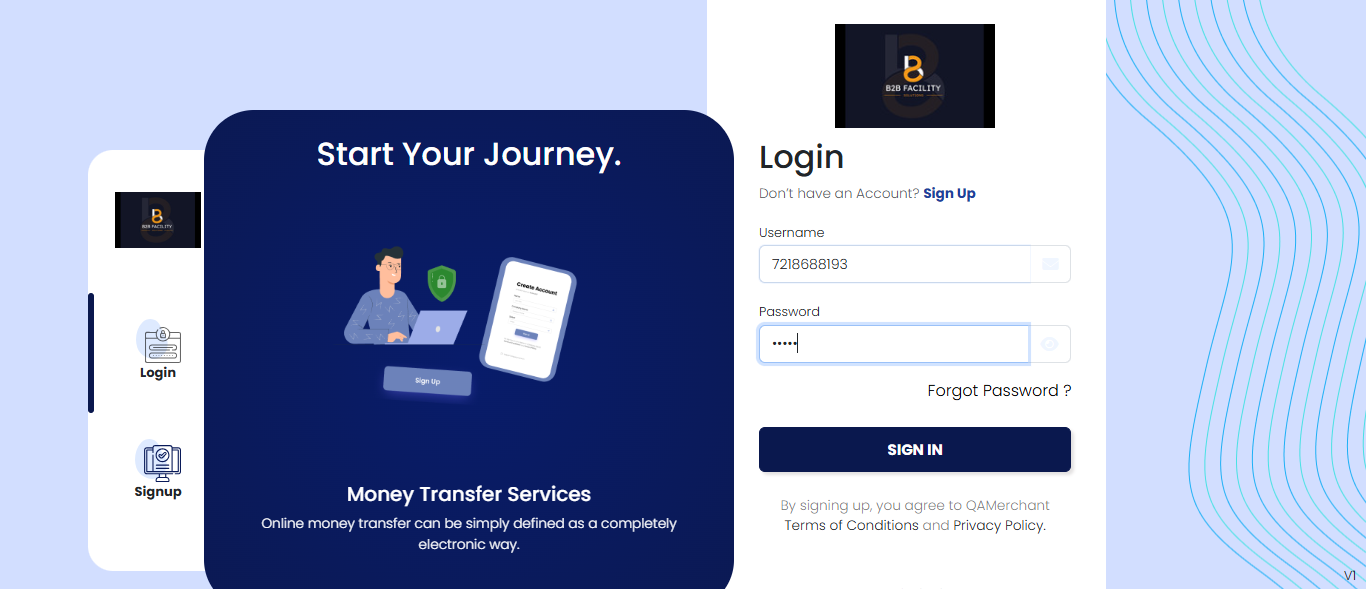 B2B FACILITY
Login
Signup
Start Your Journey.
Create Account
Sign Up
Money Transfer Services
Online money transfer can be simply defined as a completely
electronic way.
B2B FACILITY
SOLUTIONS
Login
Don't have an Account? Sign Up
Username
7218688193
Password
•••••
Forgot Password ?
SIGN IN
By signing up, you agree to QAMerchant
Terms of Conditions and Privacy Policy.
V1